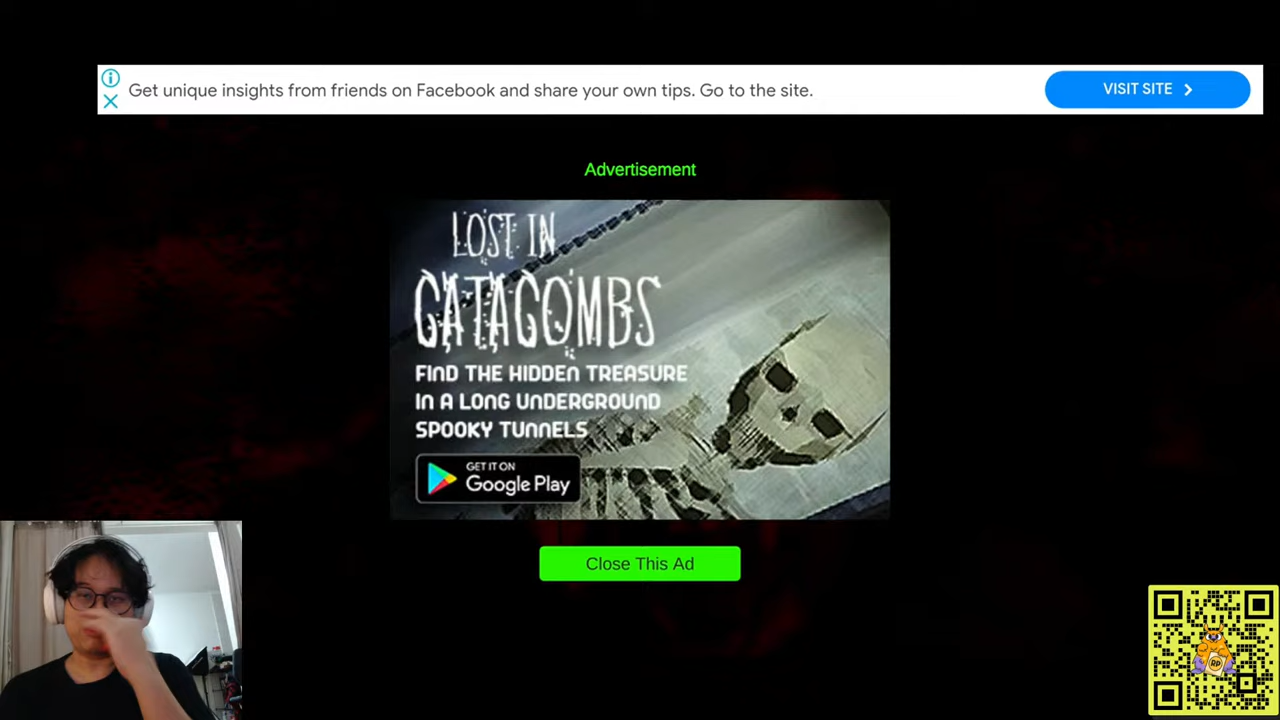 Get unique insights from friends on Facebook and share your own tips. Go to the site.
VISIT SITE
Advertisement
LOST IN
CATACOMBS
FIND THE HIDDEN TREASURE
IN A LONG UNDERGROUND
SPOOKY TUNNELS
GET IT ON
Google Play
Close This Ad
RP